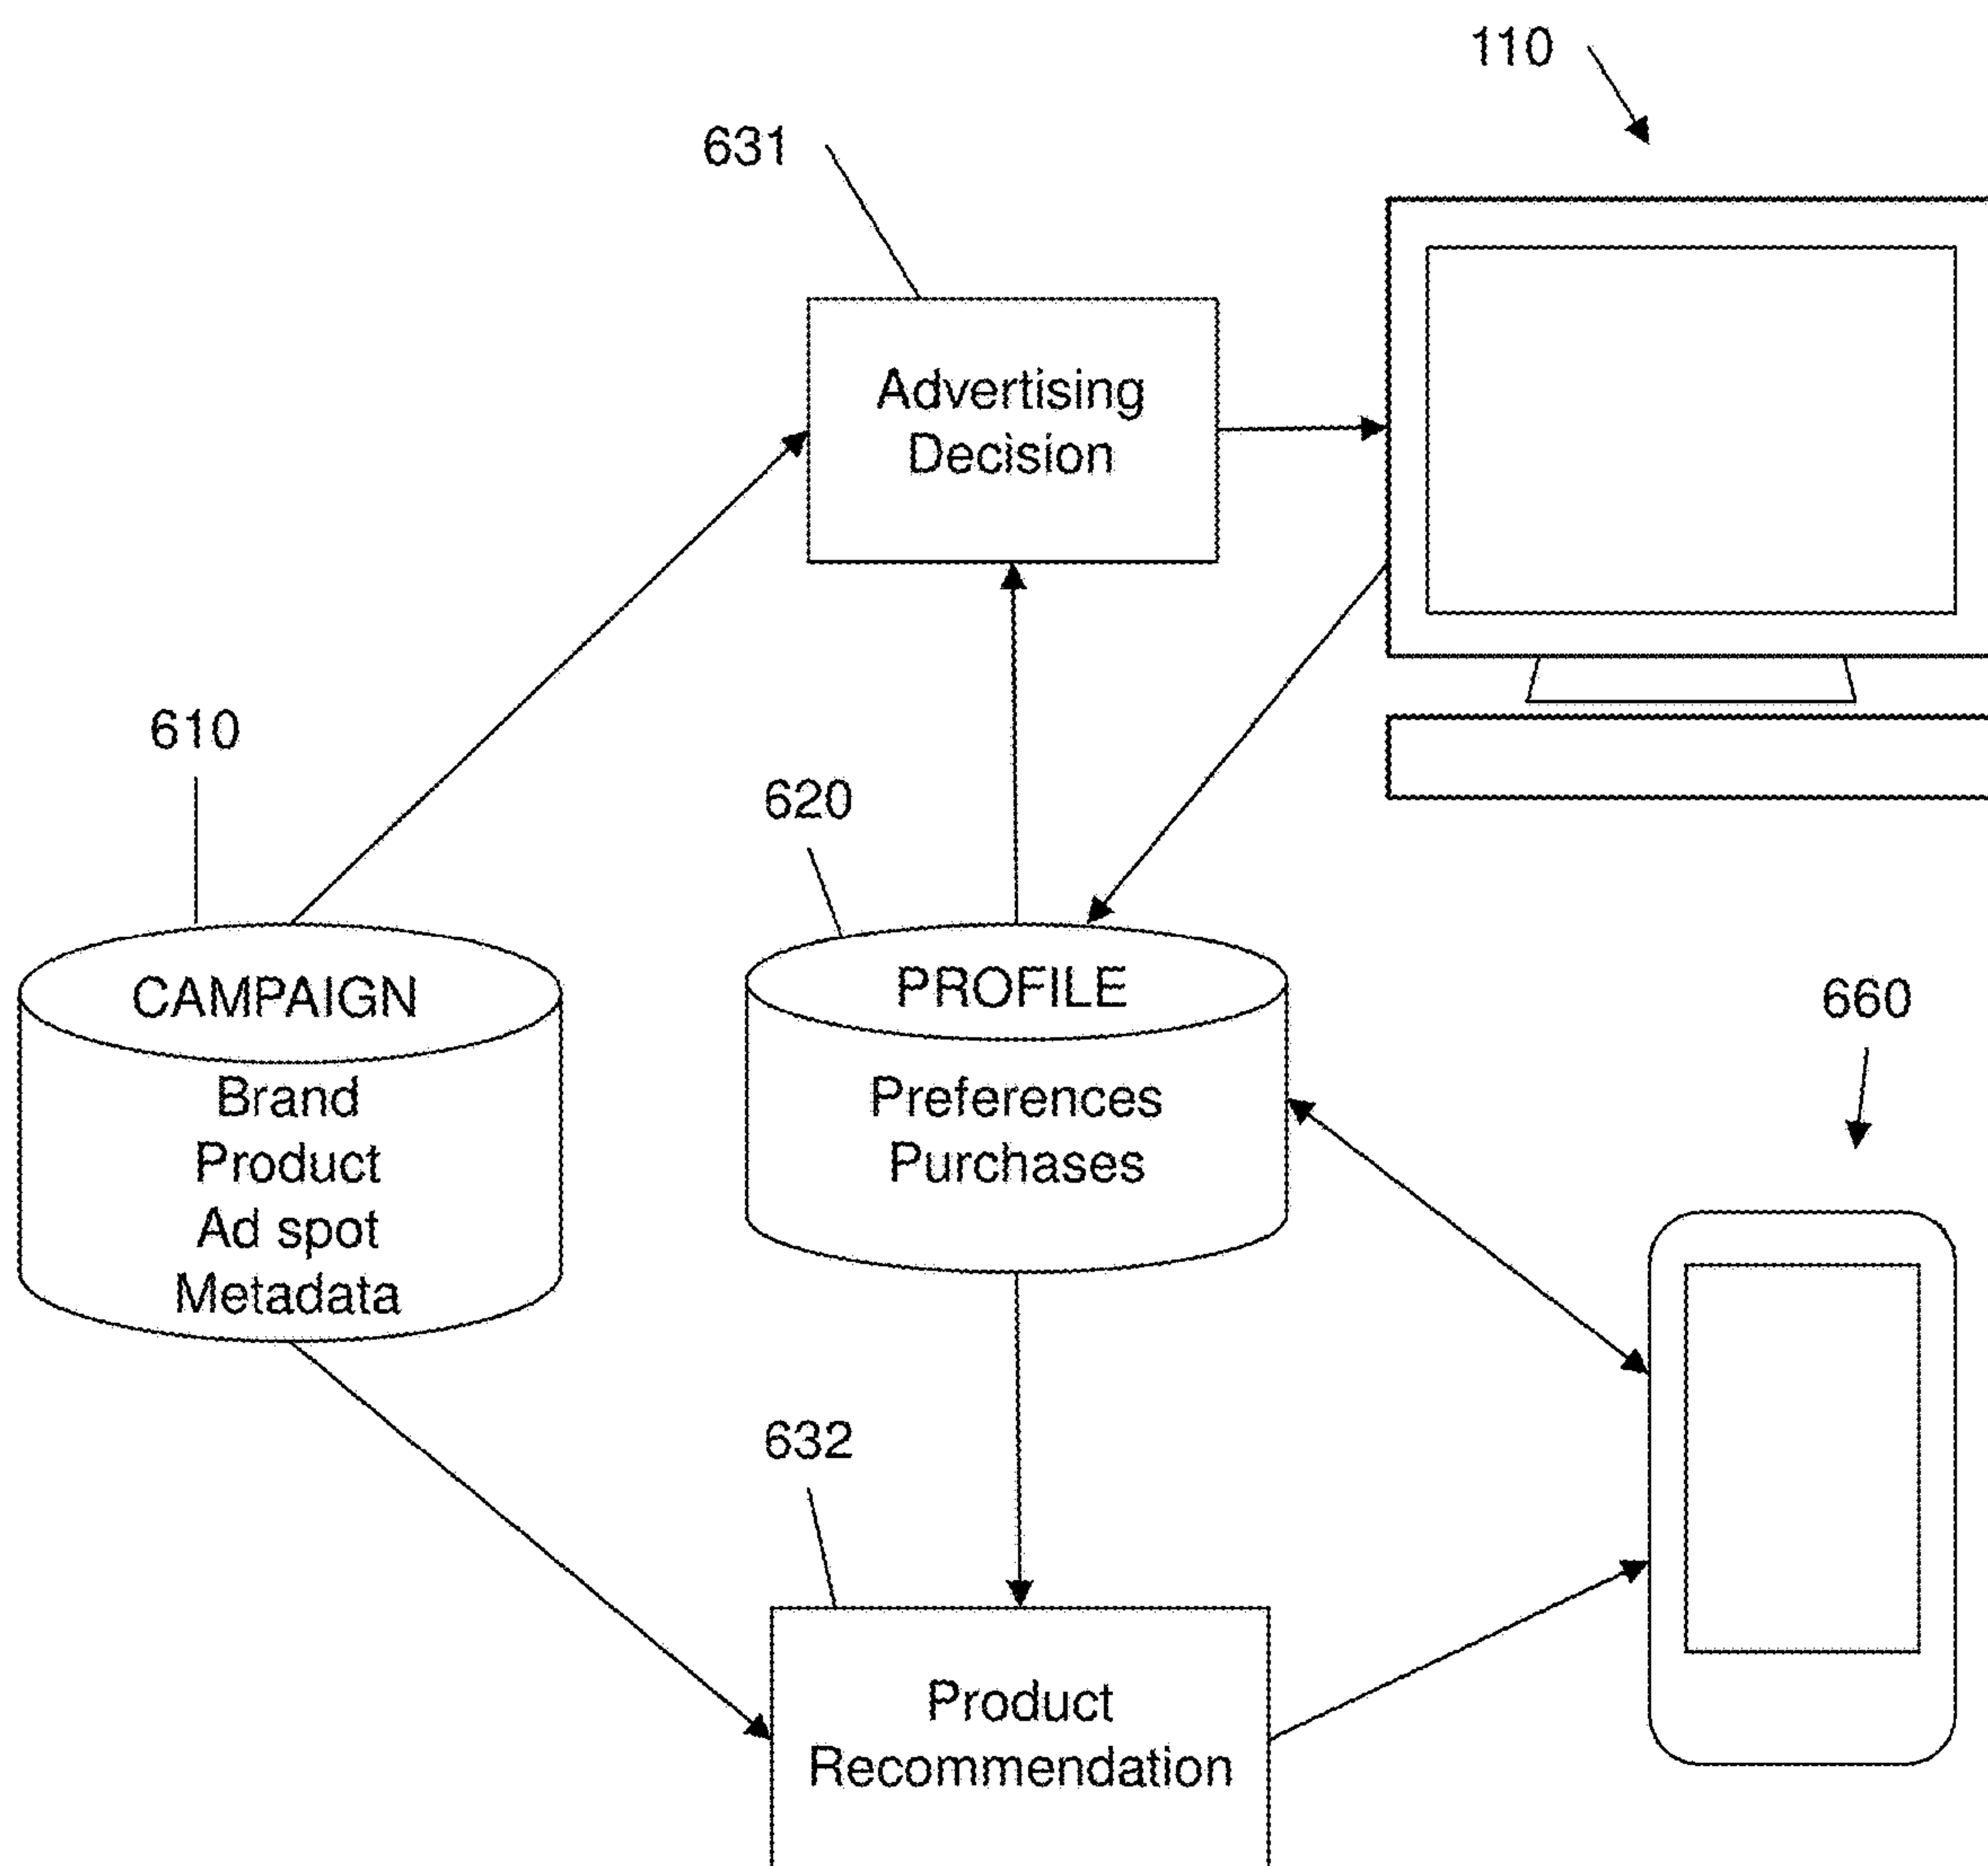 110
631
Advertising
Decision
610
620
CAMPAIGN
Brand
Product
Ad spot
Metadata
PROFILE
Preferences
Purchases
660
632
Product
Recommendation